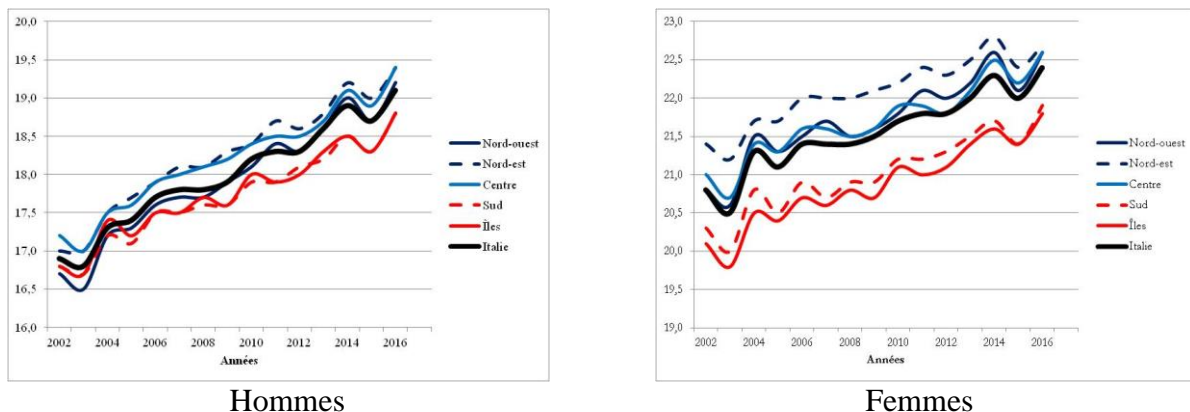 20,0
19,5
19,0
18,5
18,0
17,5
17,0
16,5
16,0
2002 2004 2006 2008 2010 2012 2014 2016
Années
Nord-ouest
Nord-est
Centre
Sud
Îles
Italie
Hommes
23,0
22,5
22,0
21,5
21,0
20,5
20,0
19,5
19,0
2002 2004 2006 2008 2010 2012 2014 2016
Années
Nord-ouest
Nord-est
Centre
Sud
Îles
Italie
Femmes